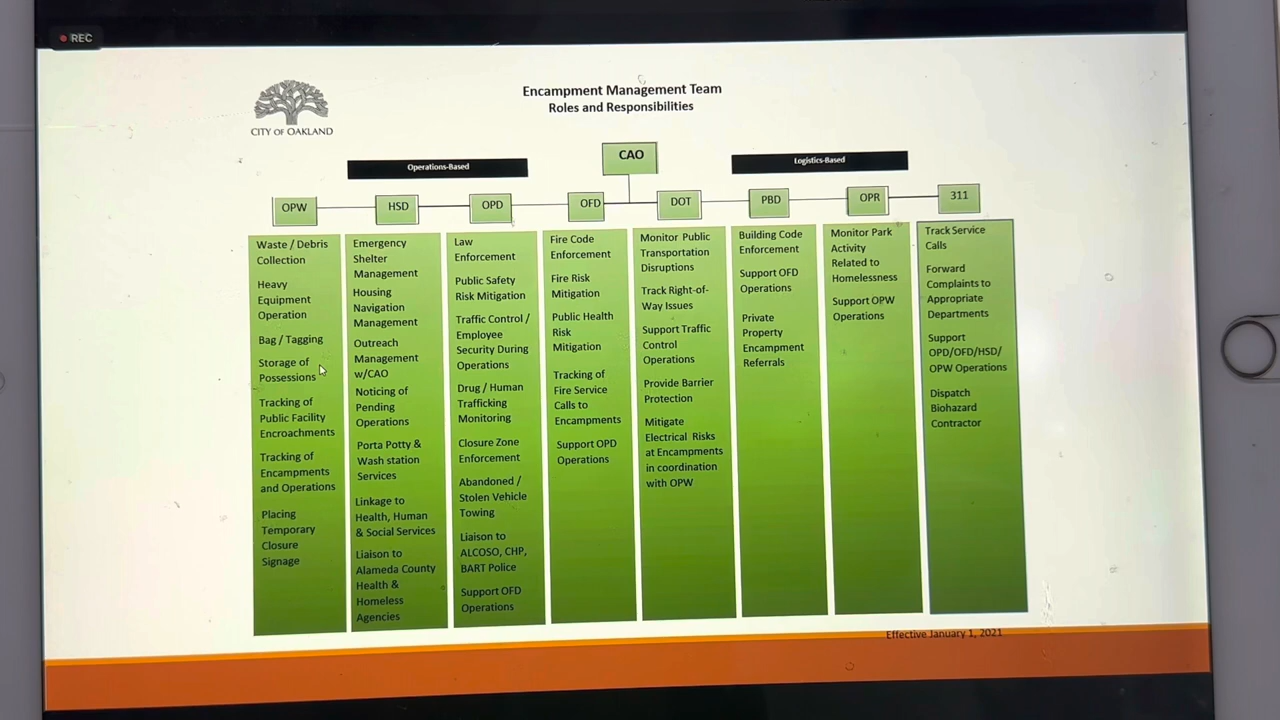 REC
CITY OF OAKLAND
Encampment Management Team
Roles and Responsibilities
Operations-Based
CAO
Logistics-Based
OPW
HSD
OPD
OFD
DOT
PBD
OPR
311
Waste / Debris
Collection
Heavy
Equipment
Operation
Bag / Tagging
Storage of
Possessions
Tracking of
Public Facility
Encroachments
Tracking of
Encampments
and Operations
Placing
Temporary
Closure
Signage
Emergency
Shelter
Management
Housing
Navigation
Management
Outreach
Management
w/CAO
Noticing of
Pending
Operations
Porta Potty &
Wash station
Services
Linkage to
Health, Human
& Social Services
Liaison to
Alameda County
Health &
Homeless
Agencies
Law
Enforcement
Public Safety
Risk Mitigation
Traffic Control /
Employee
Security During
Operations
Drug / Human
Trafficking
Monitoring
Closure Zone
Enforcement
Abandoned /
Stolen Vehicle
Towing
Liaison to
ALCOSO, CHP,
BART Police
Support OFD
Operations
Fire Code
Enforcement
Fire Risk
Mitigation
Public Health
Risk
Mitigation
Tracking of
Fire Service
Calls to
Encampments
Support OPD
Operations
Monitor Public
Transportation
Disruptions
Track Right-of-
Way Issues
Support Traffic
Control
Operations
Provide Barrier
Protection
Mitigate
Electrical Risks
at Encampments
in coordination
with OPW
Building Code
Enforcement
Support OFD
Operations
Private
Property
Encampment
Referrals
Monitor Park
Activity
Related to
Homelessness
Support OPW
Operations
Track Service
Calls
Forward
Complaints to
Appropriate
Departments
Support
OPD/OFD/HSD/
OPW Operations
Dispatch
Biohazard
Contractor
Effective January 1, 2021